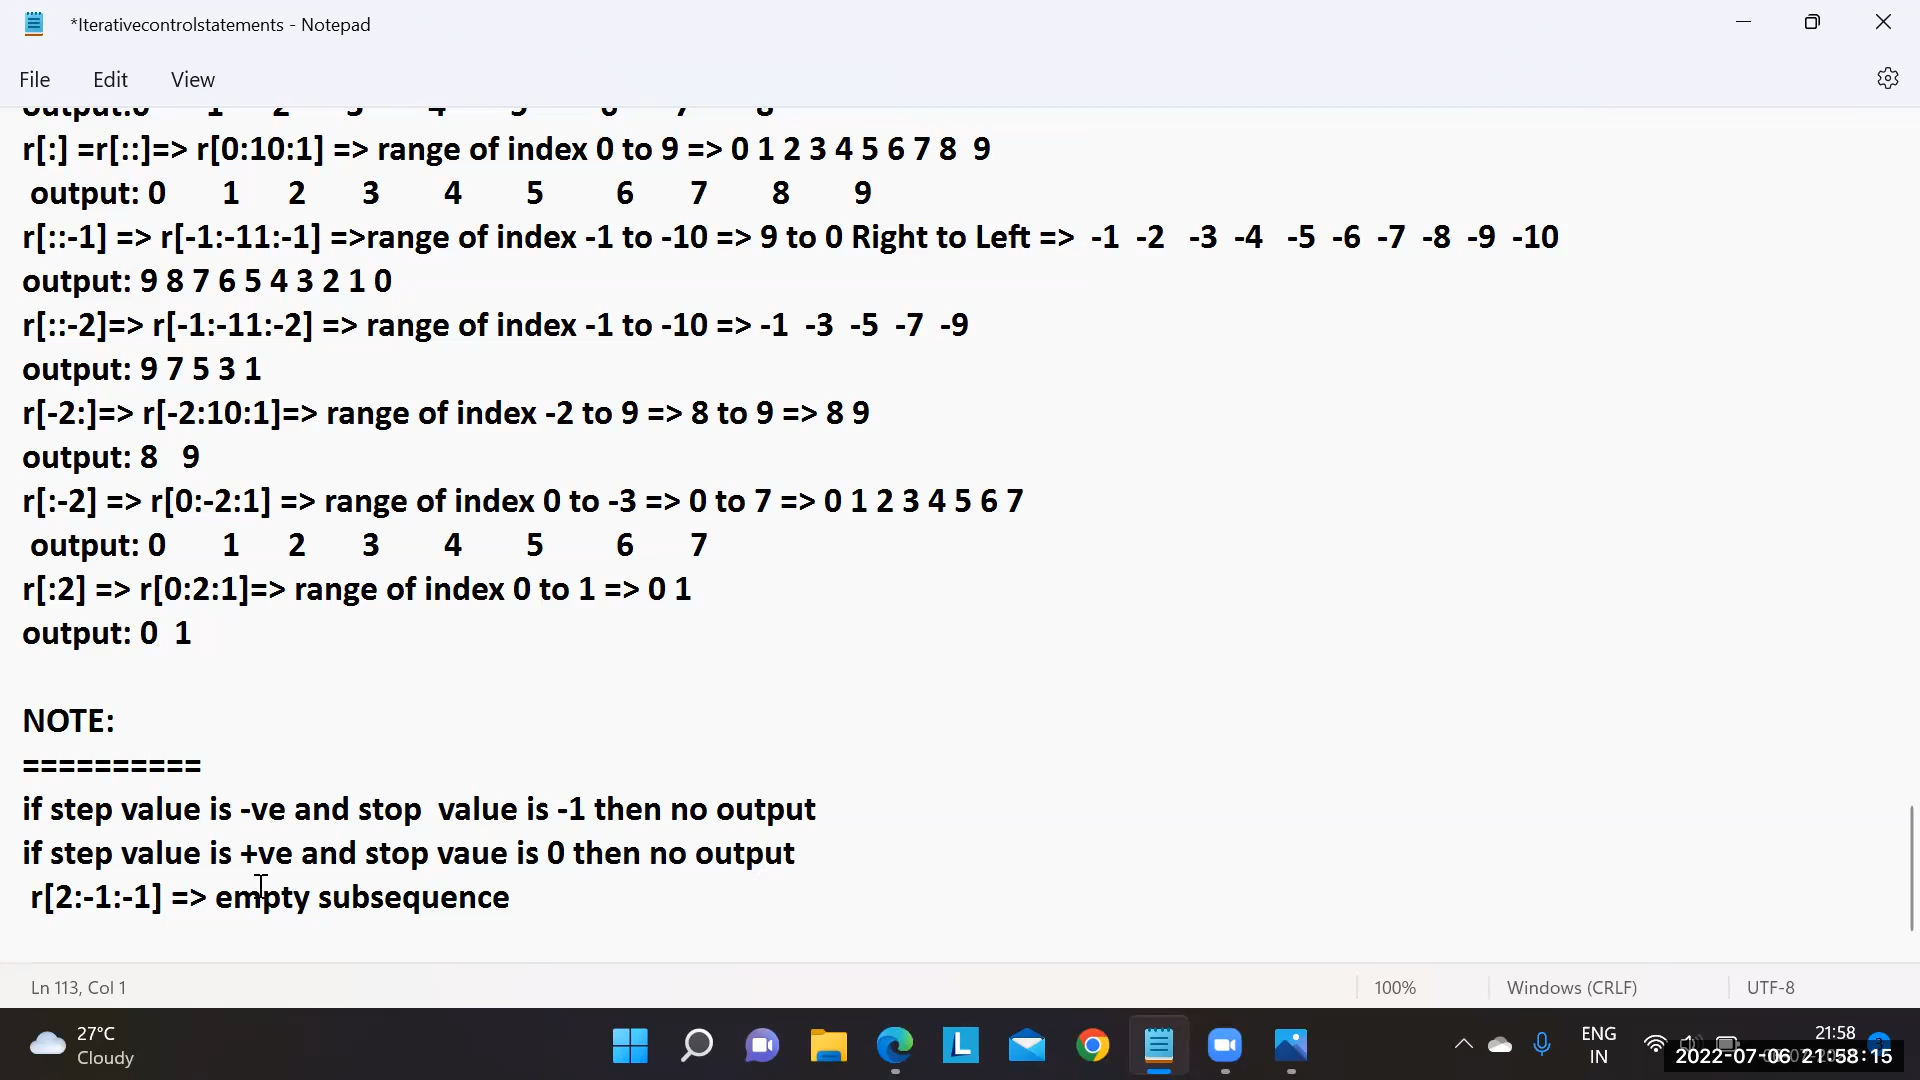 *Iterativecontrolstatements - Notepad
File Edit View
output:0 1 2 3 4 5 6 7 8
r[:] =r[::]=> r[0:10:1] => range of index 0 to 9 => 0 1 2 3 4 5 6 7 8 9
output: 0 1 2 3 4 5 6 7 8 9
r[::-1] => r[-1:-11:-1] =>range of index -1 to -10 => 9 to 0 Right to Left => -1 -2 -3 -4 -5 -6 -7 -8 -9 -10
output: 9 8 7 6 5 4 3 2 1 0
r[::-2]=> r[-1:-11:-2] => range of index -1 to -10 => -1 -3 -5 -7 -9
output: 9 7 5 3 1
r[-2:]=> r[-2:10:1]=> range of index -2 to 9 => 8 to 9 => 8 9
output: 8 9
r[:-2] => r[0:-2:1] => range of index 0 to -3 => 0 to 7 => 0 1 2 3 4 5 6 7
output: 0 1 2 3 4 5 6 7
r[:2] => r[0:2:1]=> range of index 0 to 1 => 0 1
output: 0 1
NOTE:
==========
if step value is -ve and stop value is -1 then no output
if step value is +ve and stop vaue is 0 then no output
r[2:-1:-1] => empty subsequence
Ln 113, Col 1 100% Windows (CRLF) UTF-8
27°C
Cloudy
L
ENG
IN
21:58
2022-07-06 21:58:15